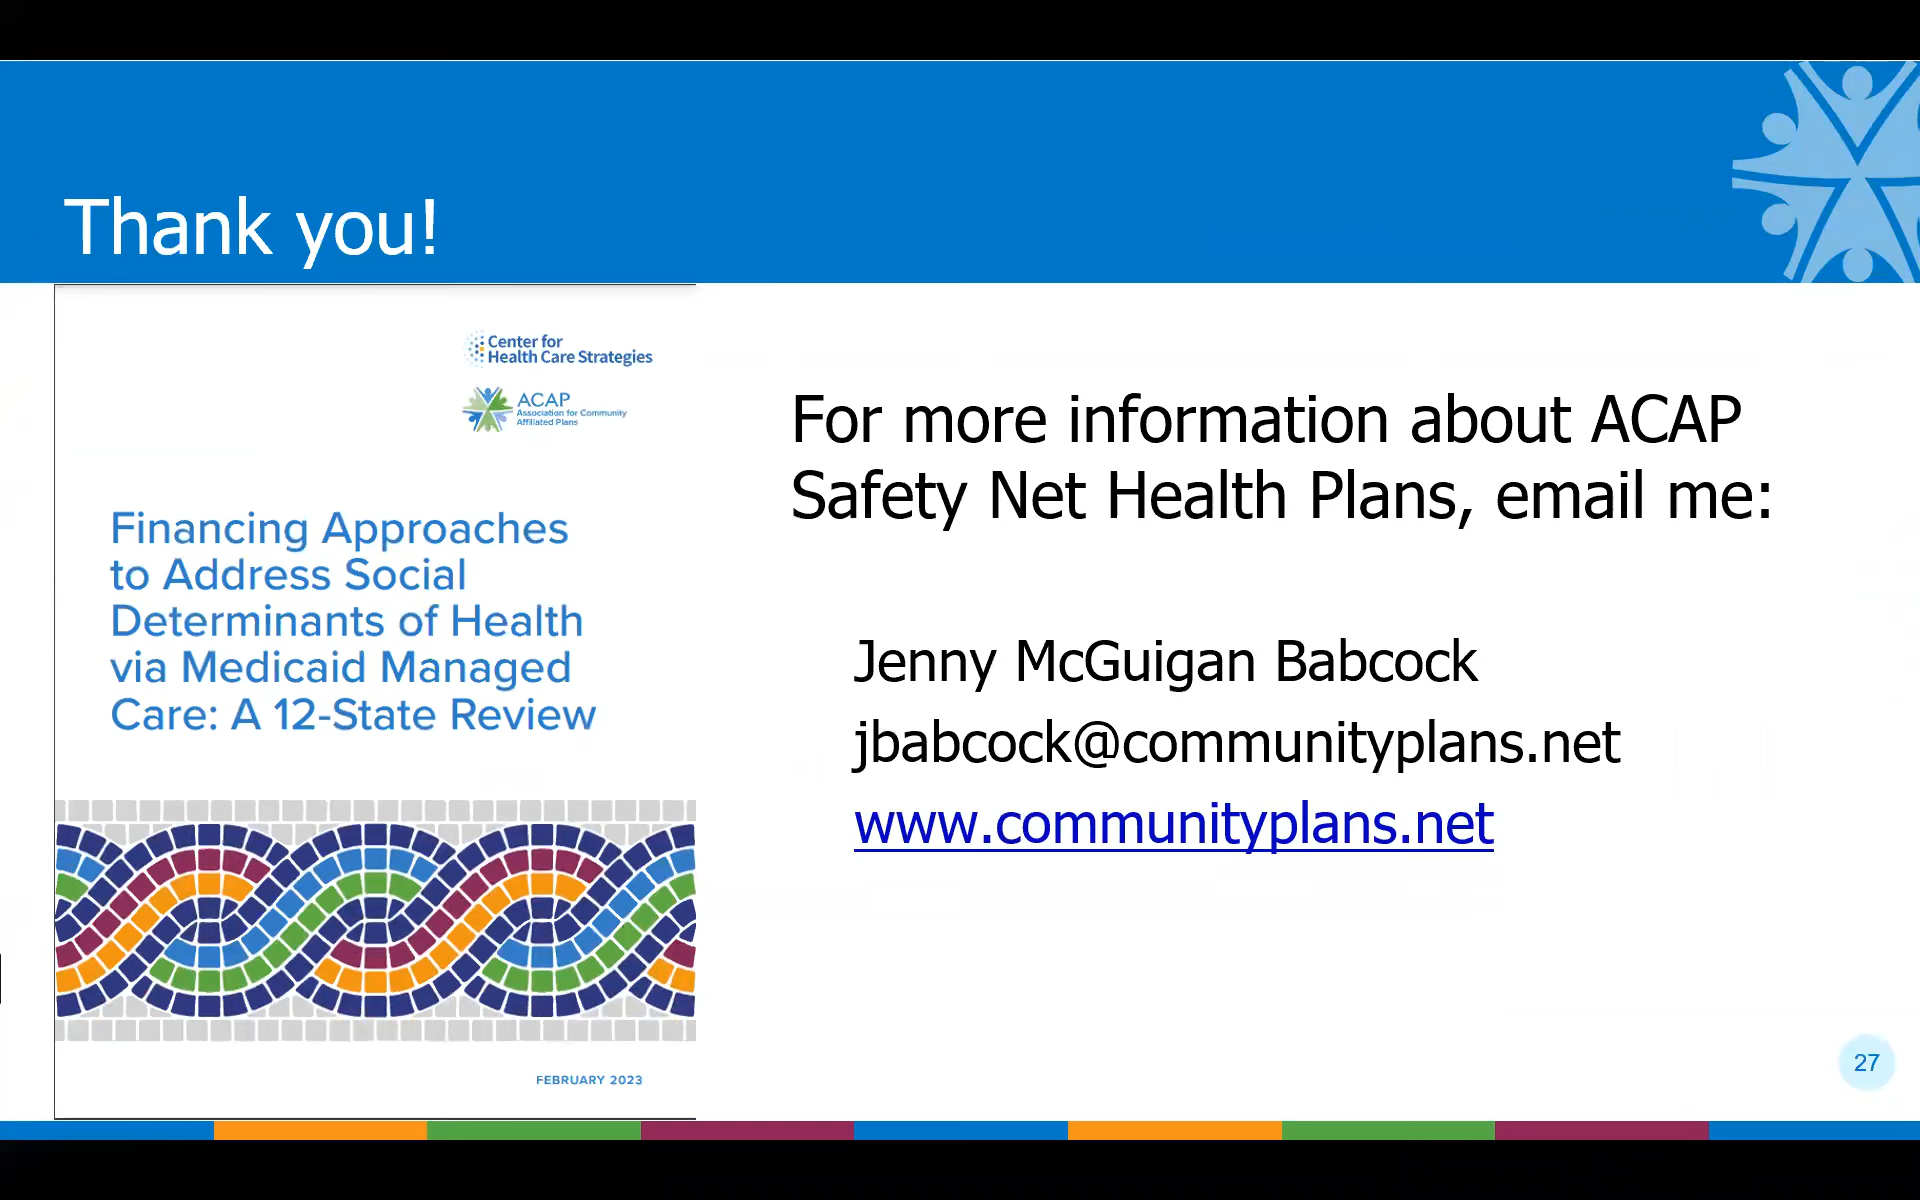 Thank you!
Center for
Health Care Strategies
ACAP
Association for Community
Affiliated Plans
Financing Approaches
to Address Social
Determinants of Health
via Medicaid Managed
Care: A 12-State Review
FEBRUARY 2023
For more information about ACAP
Safety Net Health Plans, email me:
Jenny McGuigan Babcock
jbabcock@communityplans.net
www.communityplans.net
27